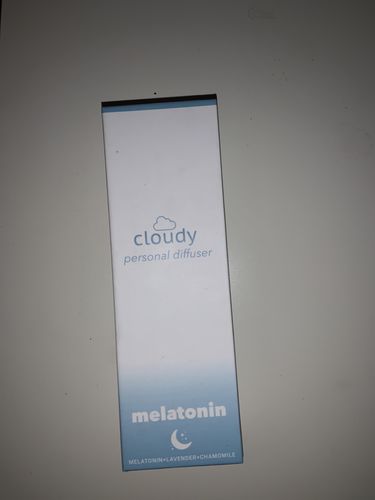 cloudy
personal diffuser
melatonin
MELATONIN+LAVENDER+CHAMOMILE